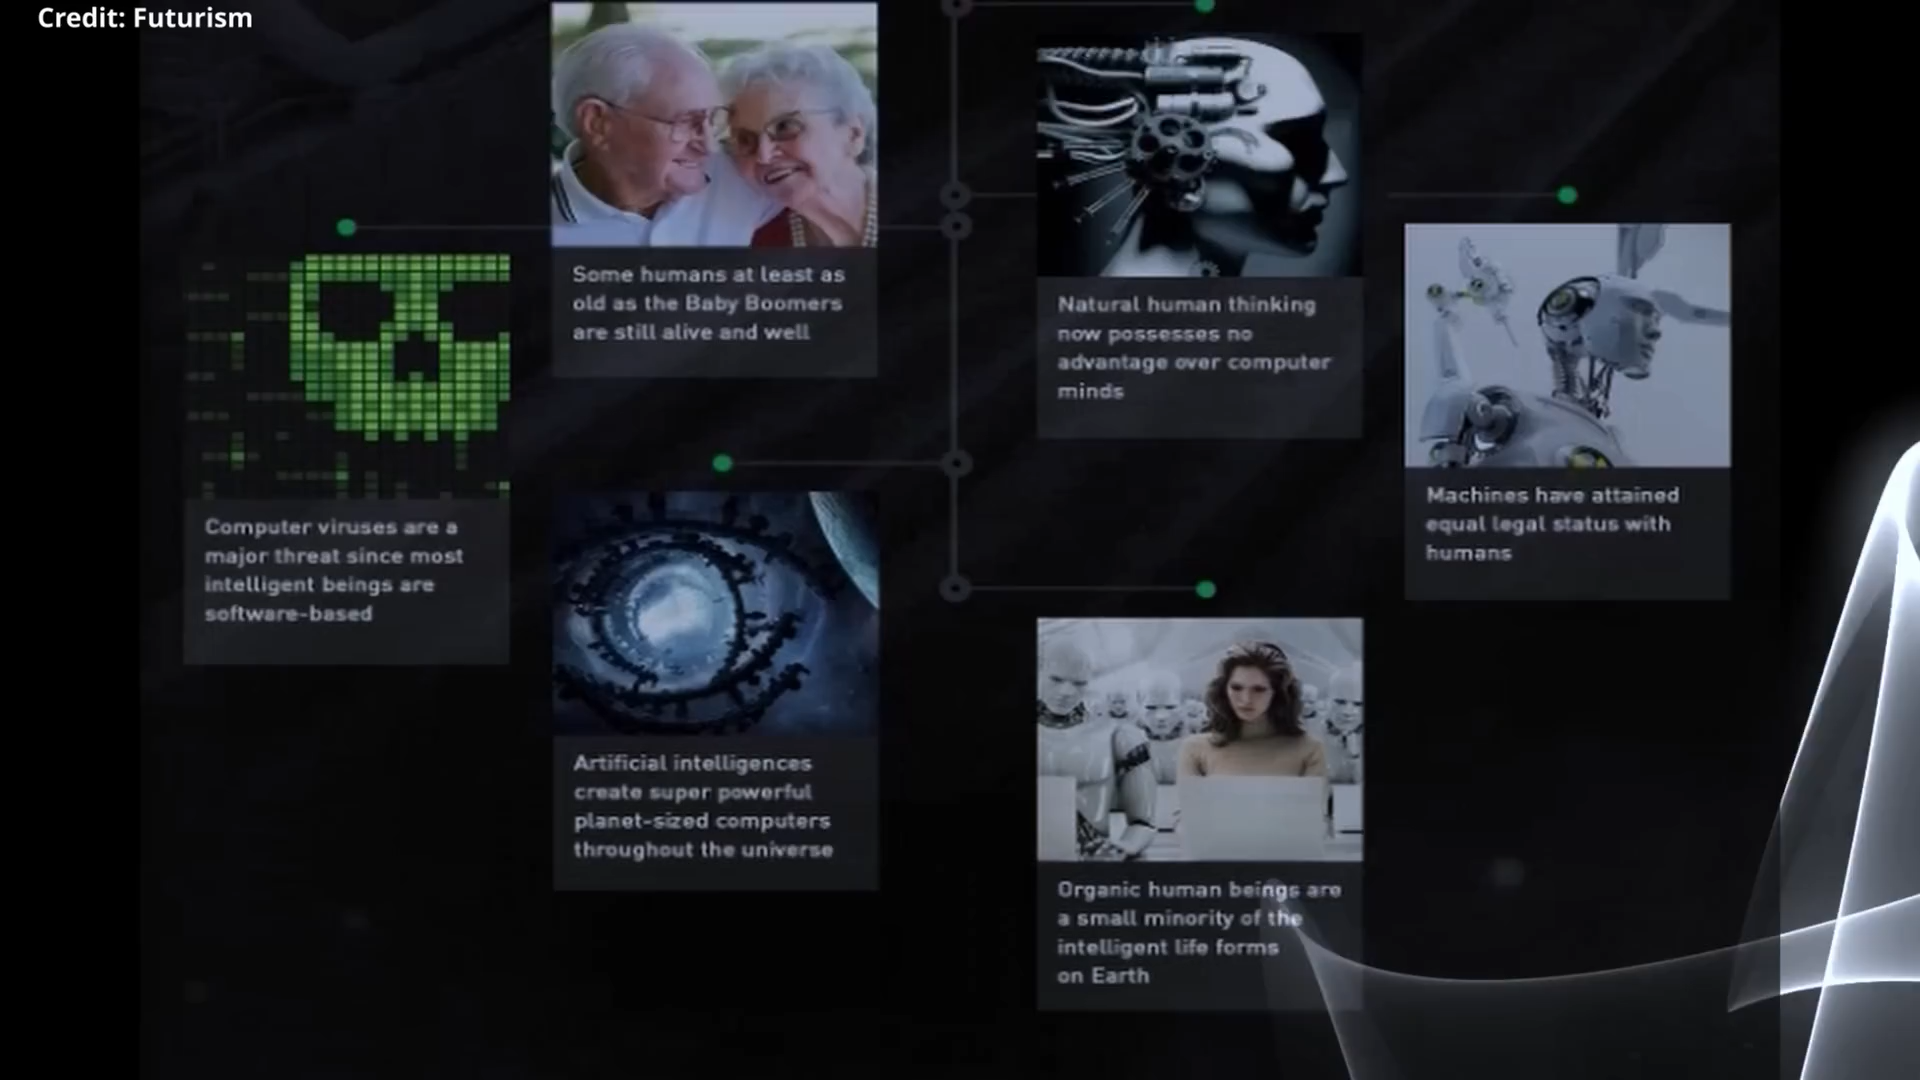 Credit: Futurism
Some humans at least as
old as the Baby Boomers
are still alive and well
Natural human thinking
now possesses no
advantage over computer
minds
Computer viruses are a
major threat since most
intelligent beings are
software-based
Machines have attained
equal legal status with
humans
Artificial intelligences
create super powerful
planet-sized computers
throughout the universe
Organic human beings are
a small minority of the
intelligent life forms
on Earth